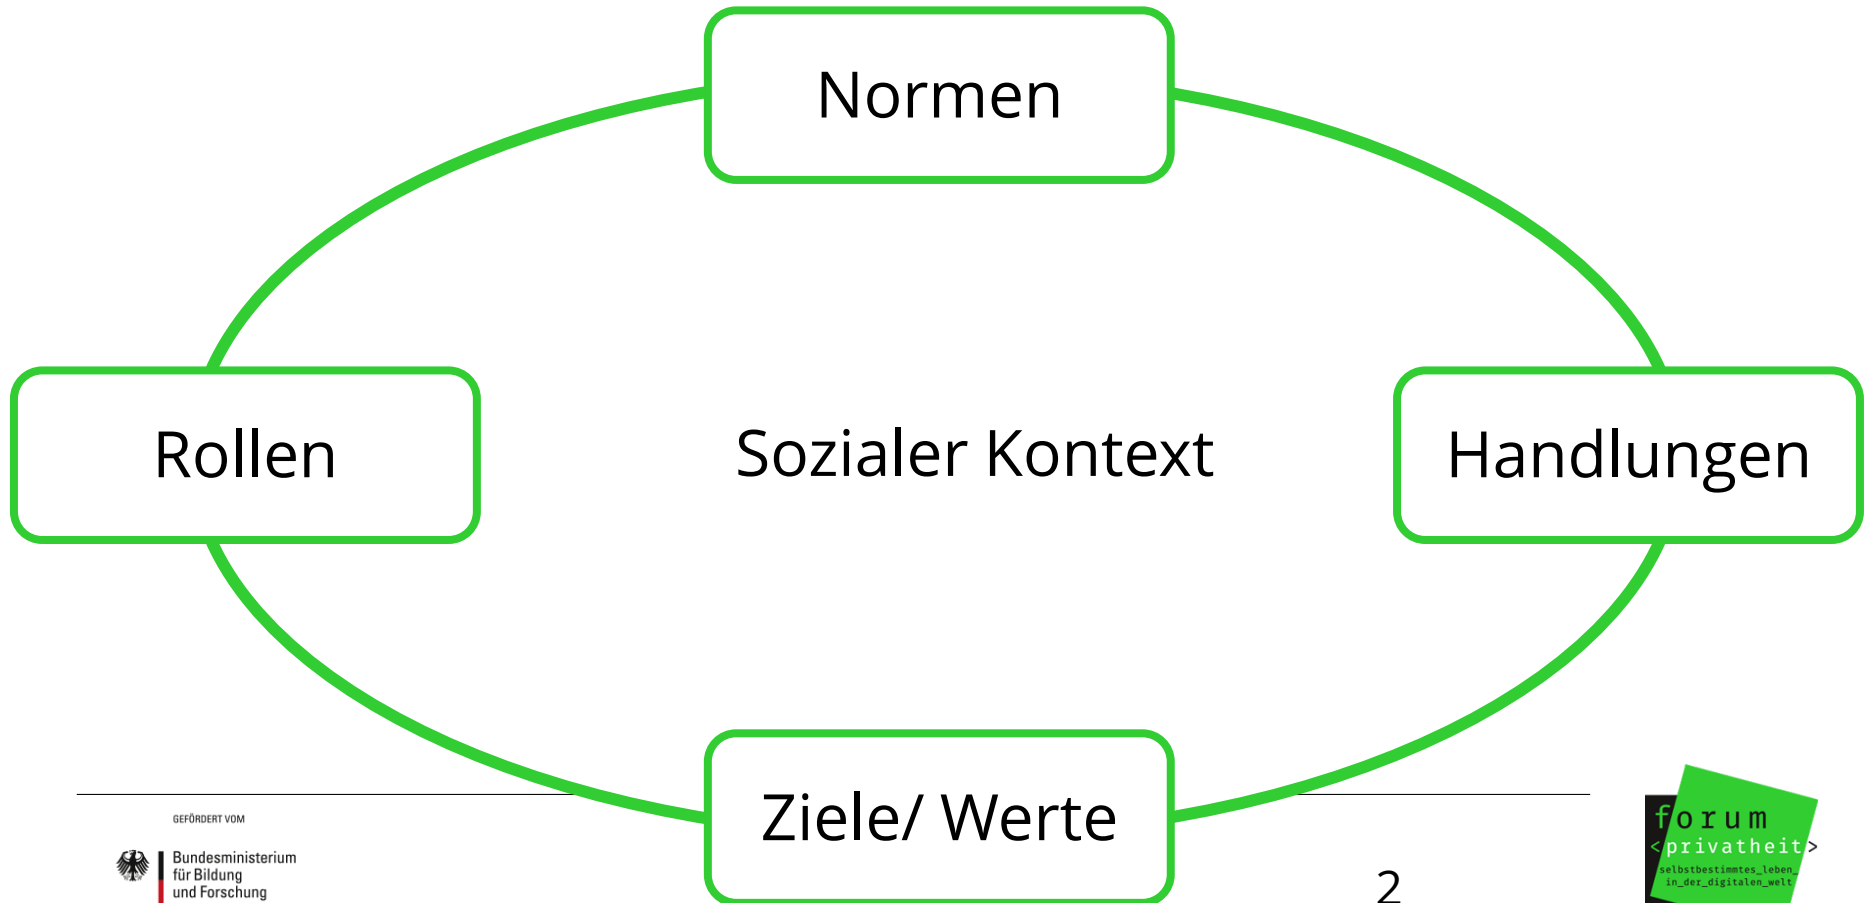 Normen
Rollen
Sozialer Kontext
Handlungen
Ziele/ Werte
GEFÖRDERT VOM
Bundesministerium
für Bildung
und Forschung
2
forum
<privatheit>
selbstbestimmtes_leben_
in_der_digitalen_welt